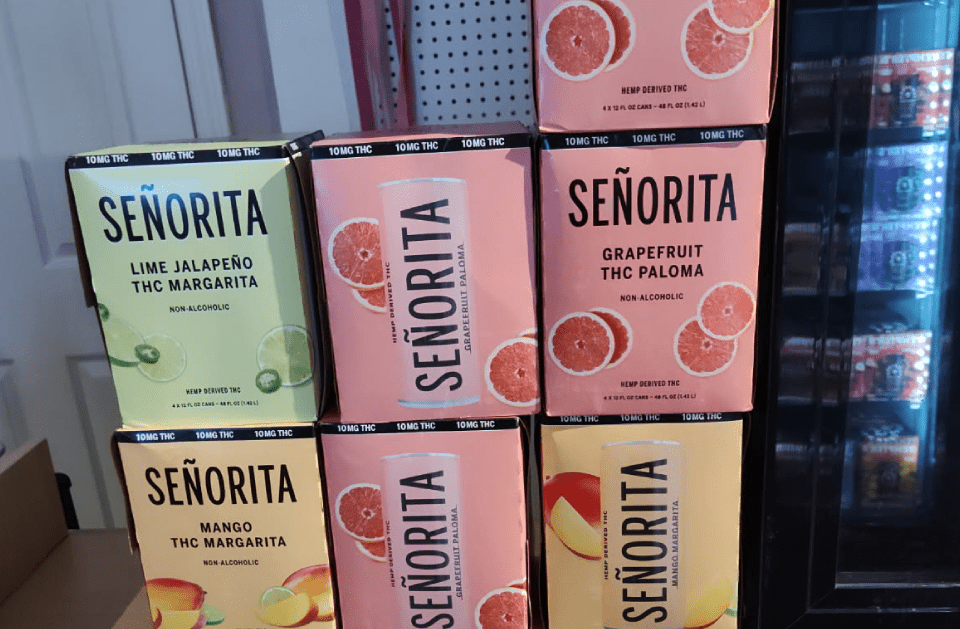 HEMP DERIVED THC
4 X 12 FL OZ CANS – 48 FL OZ (1.42 L)
10MG THC 10MG THC 10MG THC
SEÑORITA
LIME JALAPEÑO
THC MARGARITA
NON-ALCOHOLIC
HEMP DERIVED THC
4 X 12 FL OZ CANS – 48 FL OZ (1.42 L)
10MG THC 10MG THC 10MG THC
HEMP DERIVED THC
SEÑORITA
GRAPEFRUIT PALOMA
10MG THC 10MG THC 10MG THC
SEÑORITA
GRAPEFRUIT
THC PALOMA
NON-ALCOHOLIC
HEMP DERIVED THC
4 X 12 FL OZ CANS – 48 FL OZ (1.42 L)
10MG THC 10MG THC 10MG THC
SEÑORITA
MANGO
THC MARGARITA
NON-ALCOHOLIC
10MG THC 10MG THC 10MG THC
HEMP DERIVED THC
SEÑORITA
GRAPEFRUIT PALOMA
10MG THC 10MG THC 10MG THC
HEMP DERIVED THC
SEÑORITA
MANGO MARGARITA